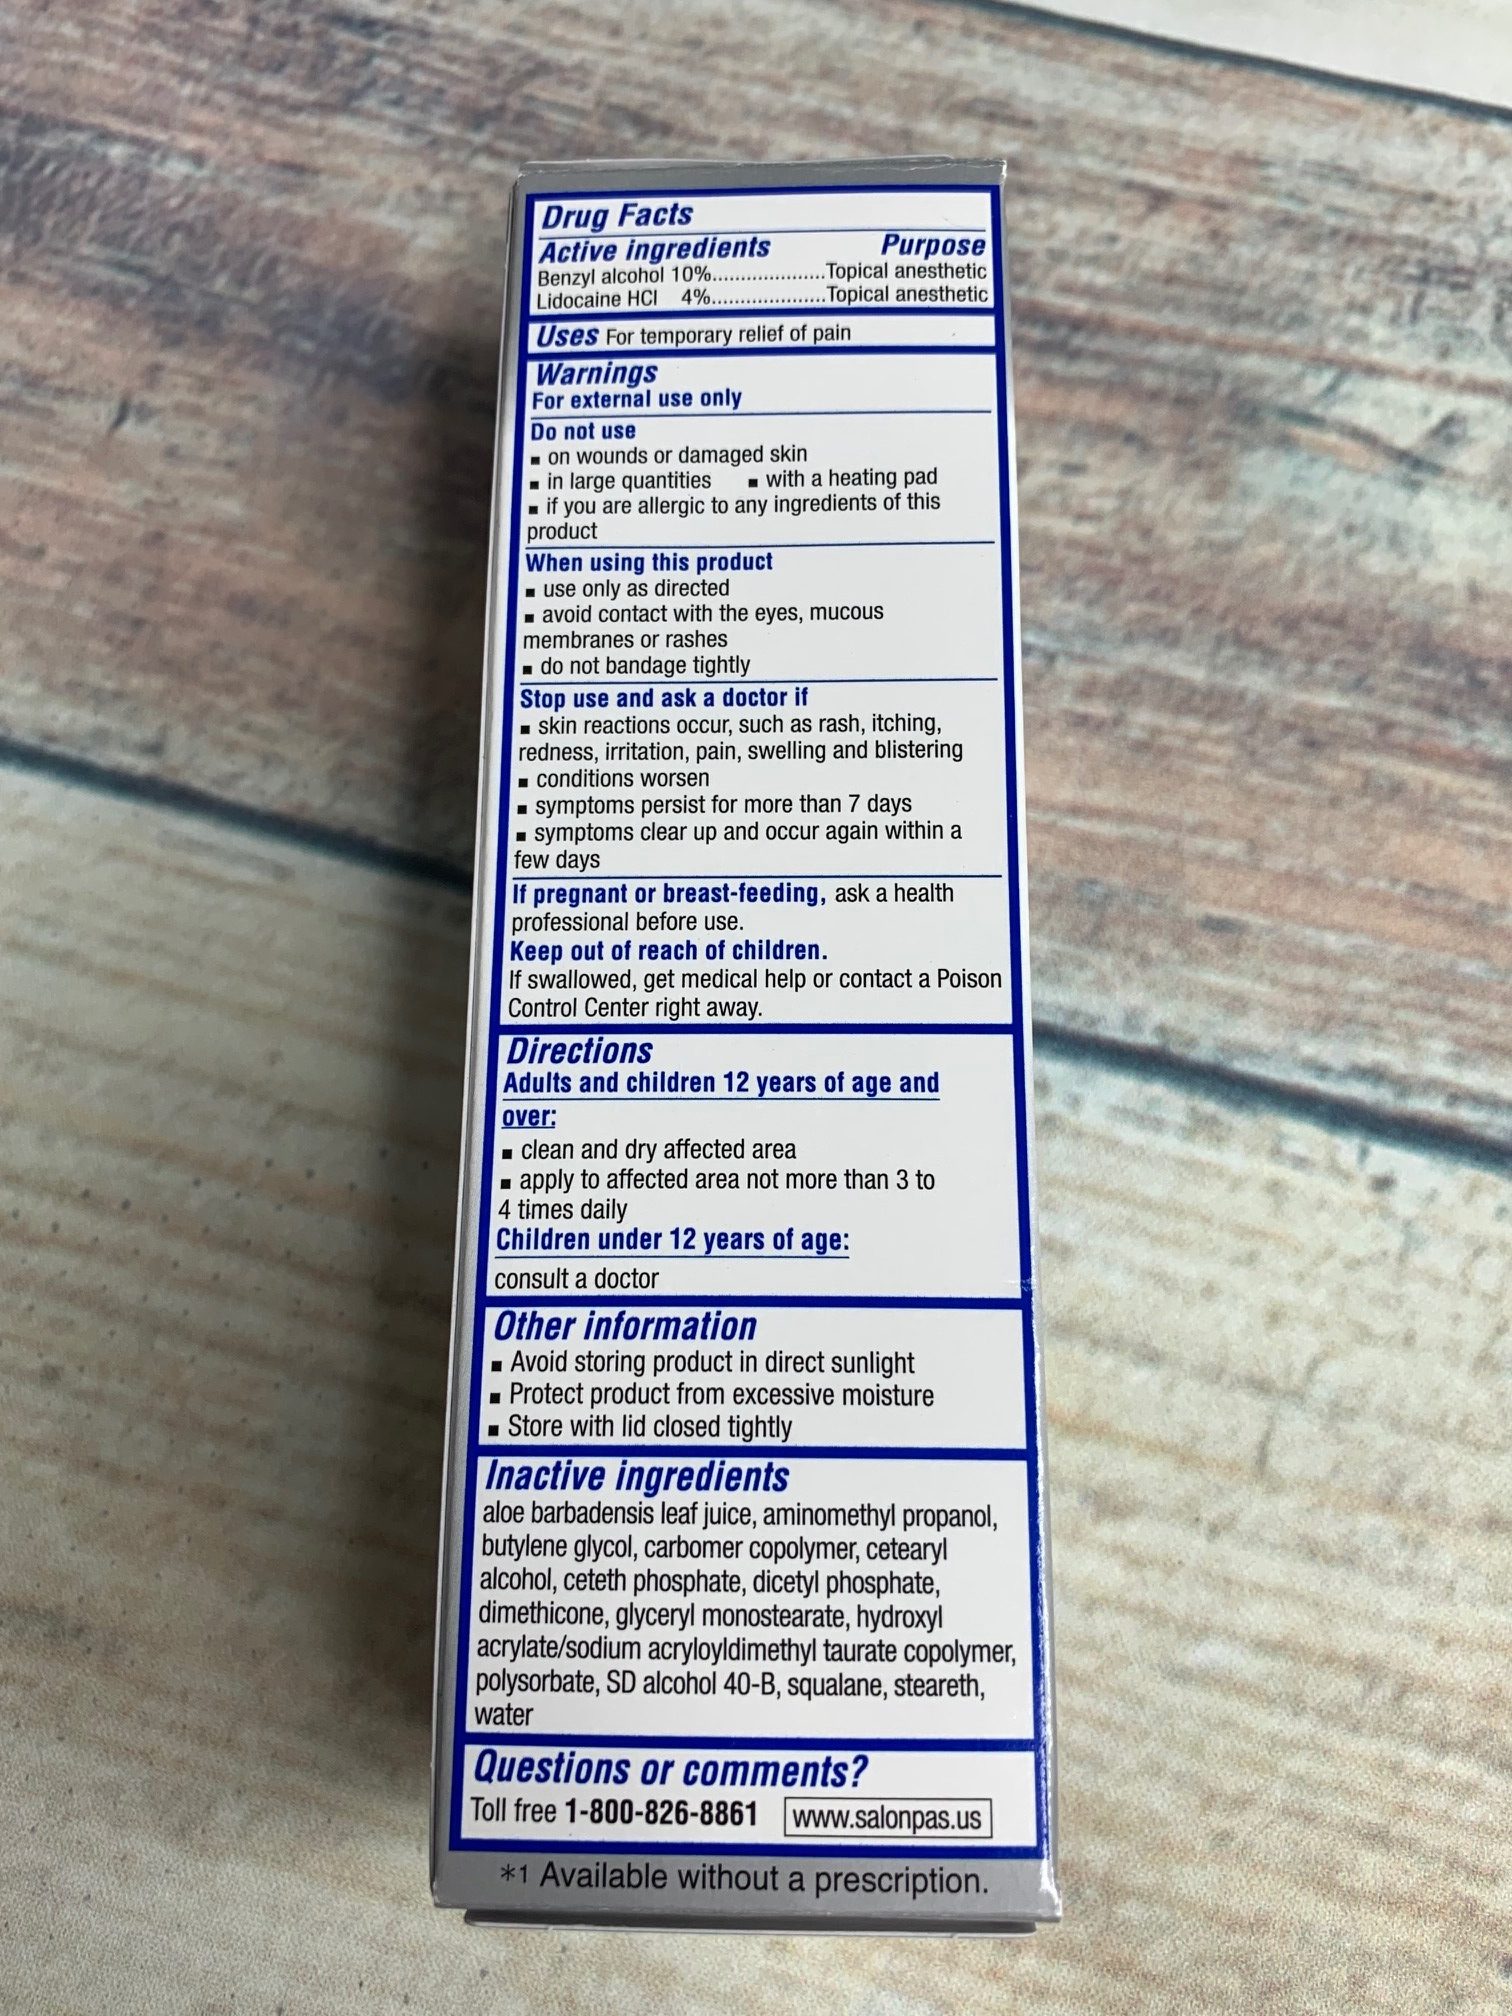 Drug Facts
Active ingredients Purpose
Benzyl alcohol 10%....................Topical anesthetic
Lidocaine HCl 4%....................Topical anesthetic
Uses For temporary relief of pain
Warnings
For external use only
Do not use
▪ on wounds or damaged skin
▪ in large quantities ▪ with a heating pad
▪ if you are allergic to any ingredients of this
product
When using this product
▪ use only as directed
▪ avoid contact with the eyes, mucous
membranes or rashes
▪ do not bandage tightly
Stop use and ask a doctor if
▪ skin reactions occur, such as rash, itching,
redness, irritation, pain, swelling and blistering
▪ conditions worsen
▪ symptoms persist for more than 7 days
▪ symptoms clear up and occur again within a
few days
If pregnant or breast-feeding, ask a health
professional before use.
Keep out of reach of children.
If swallowed, get medical help or contact a Poison
Control Center right away.
Directions
Adults and children 12 years of age and
over:
▪ clean and dry affected area
▪ apply to affected area not more than 3 to
4 times daily
Children under 12 years of age:
consult a doctor
Other information
▪ Avoid storing product in direct sunlight
▪ Protect product from excessive moisture
▪ Store with lid closed tightly
Inactive ingredients
aloe barbadensis leaf juice, aminomethyl propanol,
butylene glycol, carbomer copolymer, cetearyl
alcohol, ceteth phosphate, dicetyl phosphate,
dimethicone, glyceryl monostearate, hydroxyl
acrylate/sodium acryloyldimethyl taurate copolymer,
polysorbate, SD alcohol 40-B, squalane, steareth,
water
Questions or comments?
Toll free 1-800-826-8861 www.salonpas.us
*1 Available without a prescription.